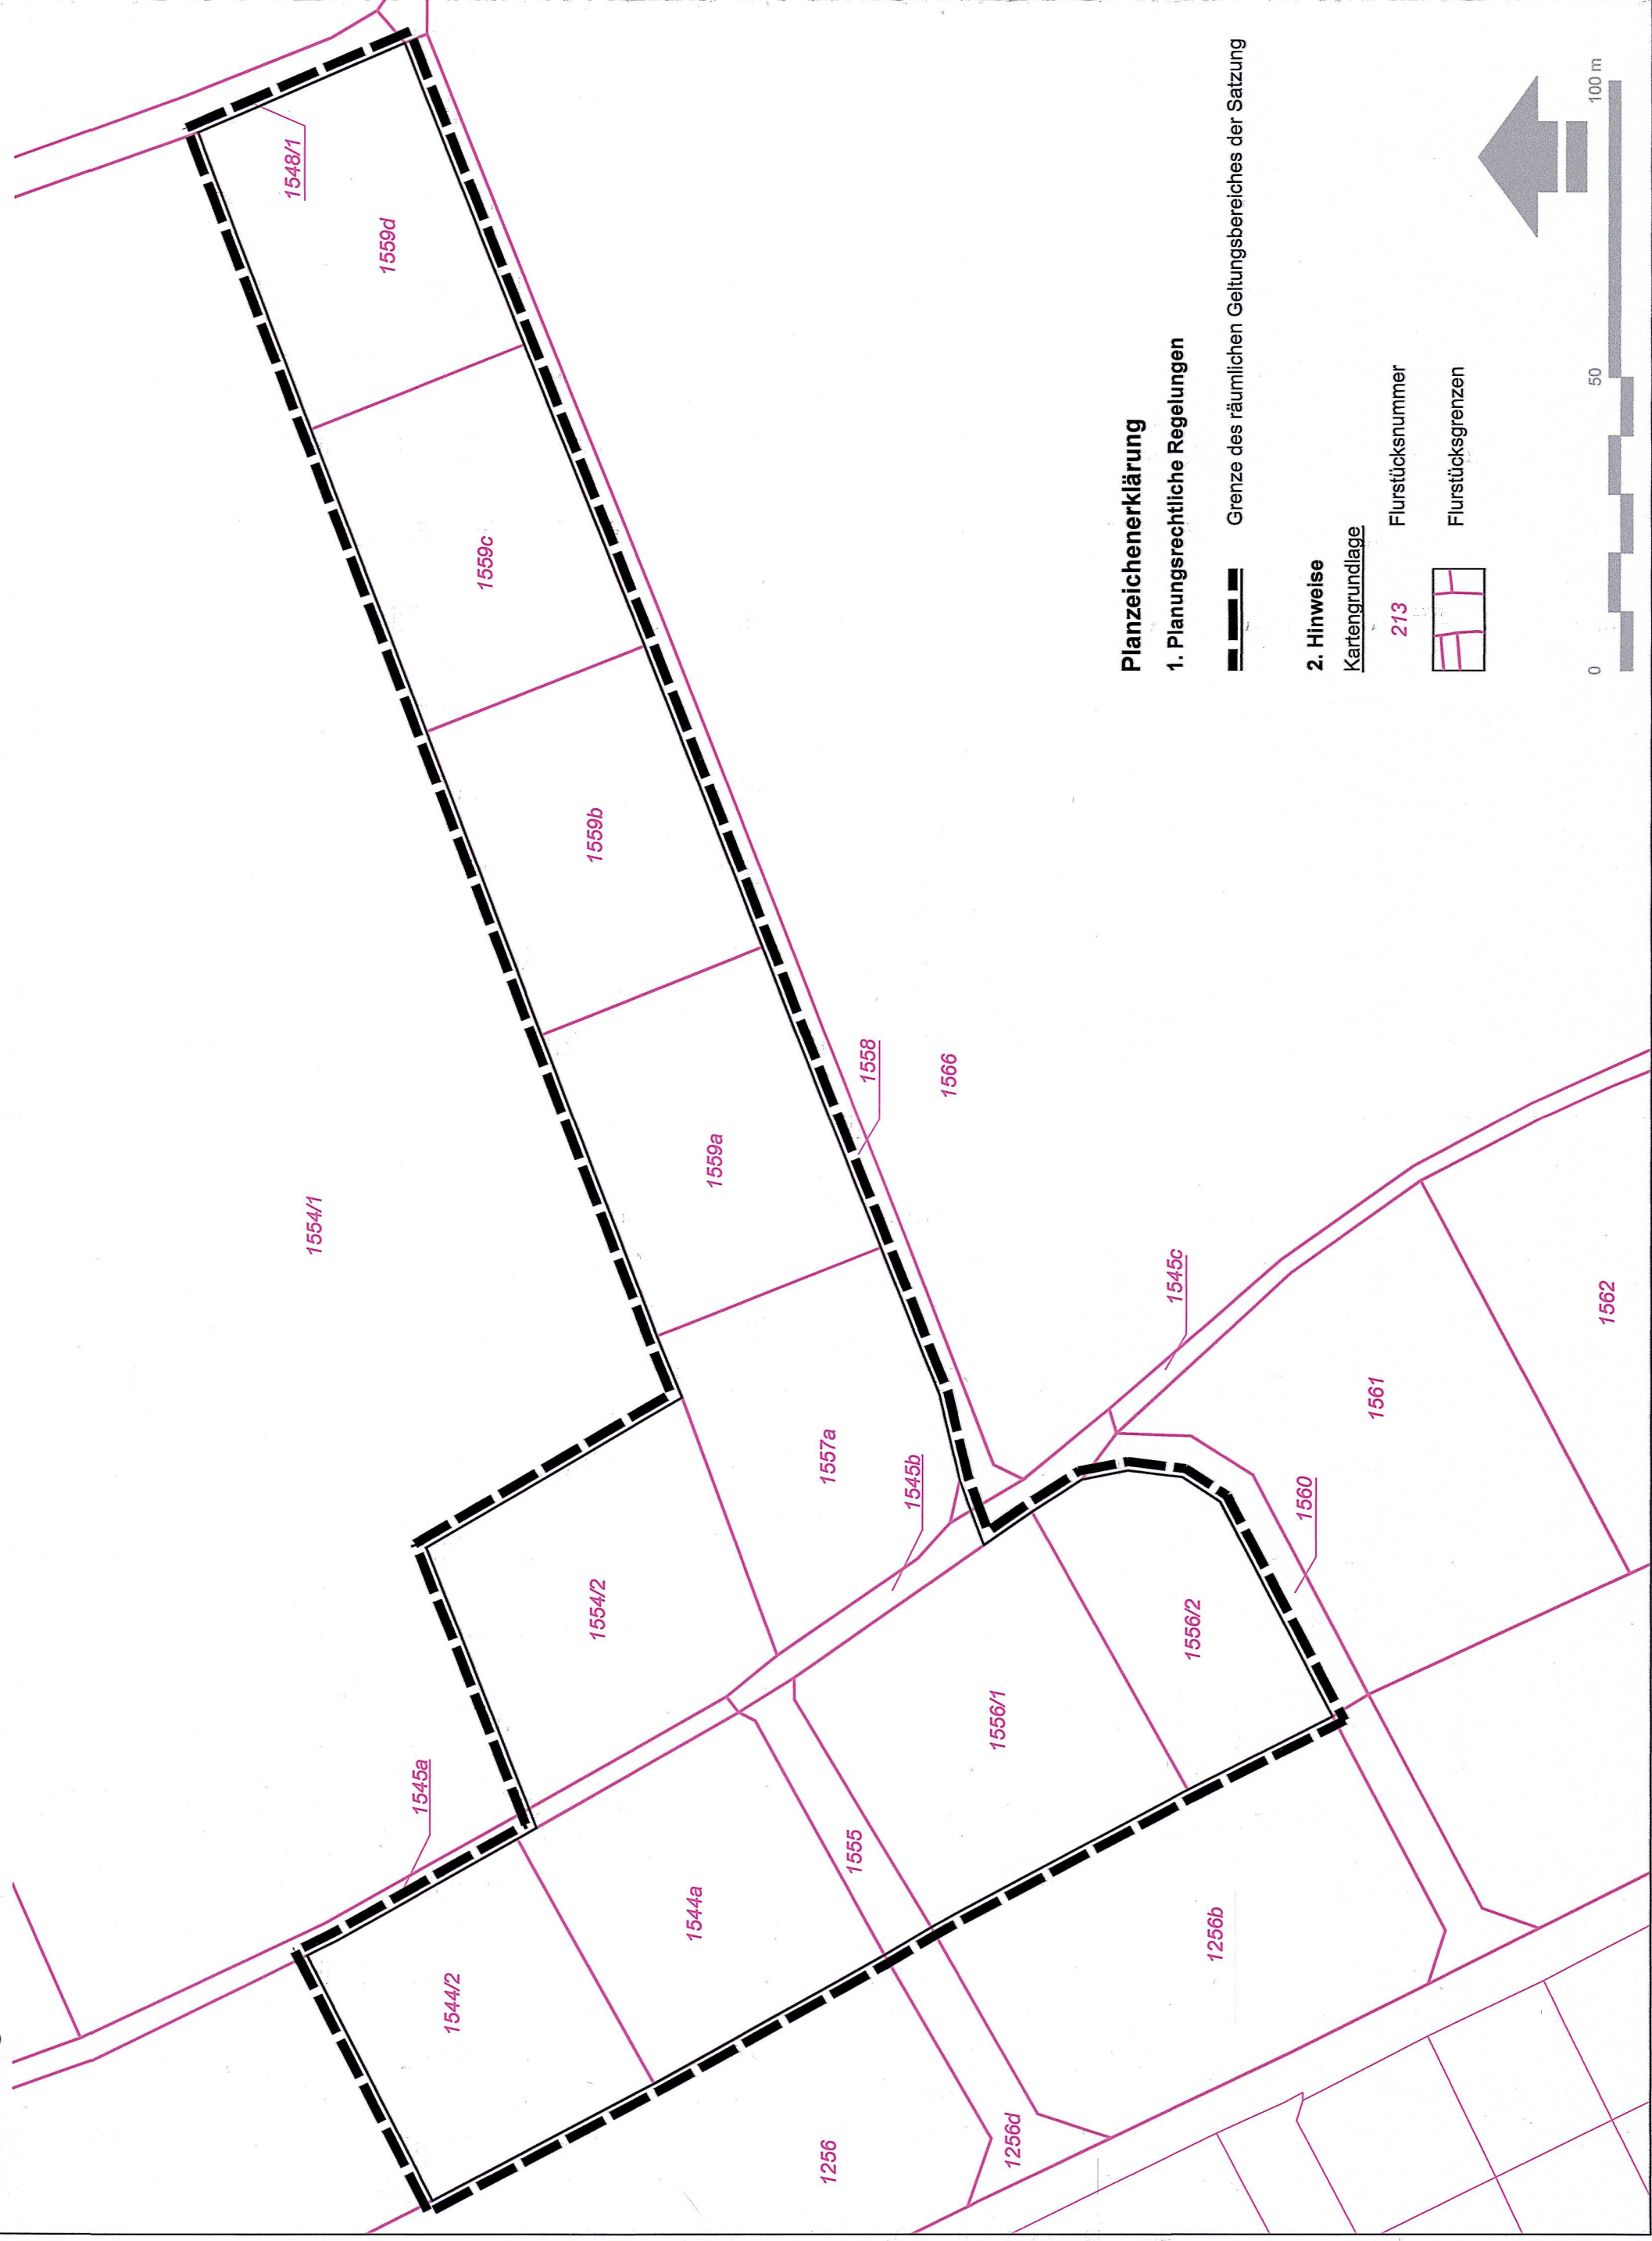 1554/1
1548/1
1559d
1559c
1559b
1559a
1557a
1554/2
1545a
1544/2
1544a
1545b
1558
1566
1545c
1555
1556/1
1556/2
1560
1561
1562
1256
1256d
1256b
Planzeichenerklärung
1. Planungsrechtliche Regelungen
Grenze des räumlichen Geltungsbereiches der Satzung
2. Hinweise
Kartengrundlage
213 Flurstücksnummer
Flurstücksgrenzen
0 50 100 m